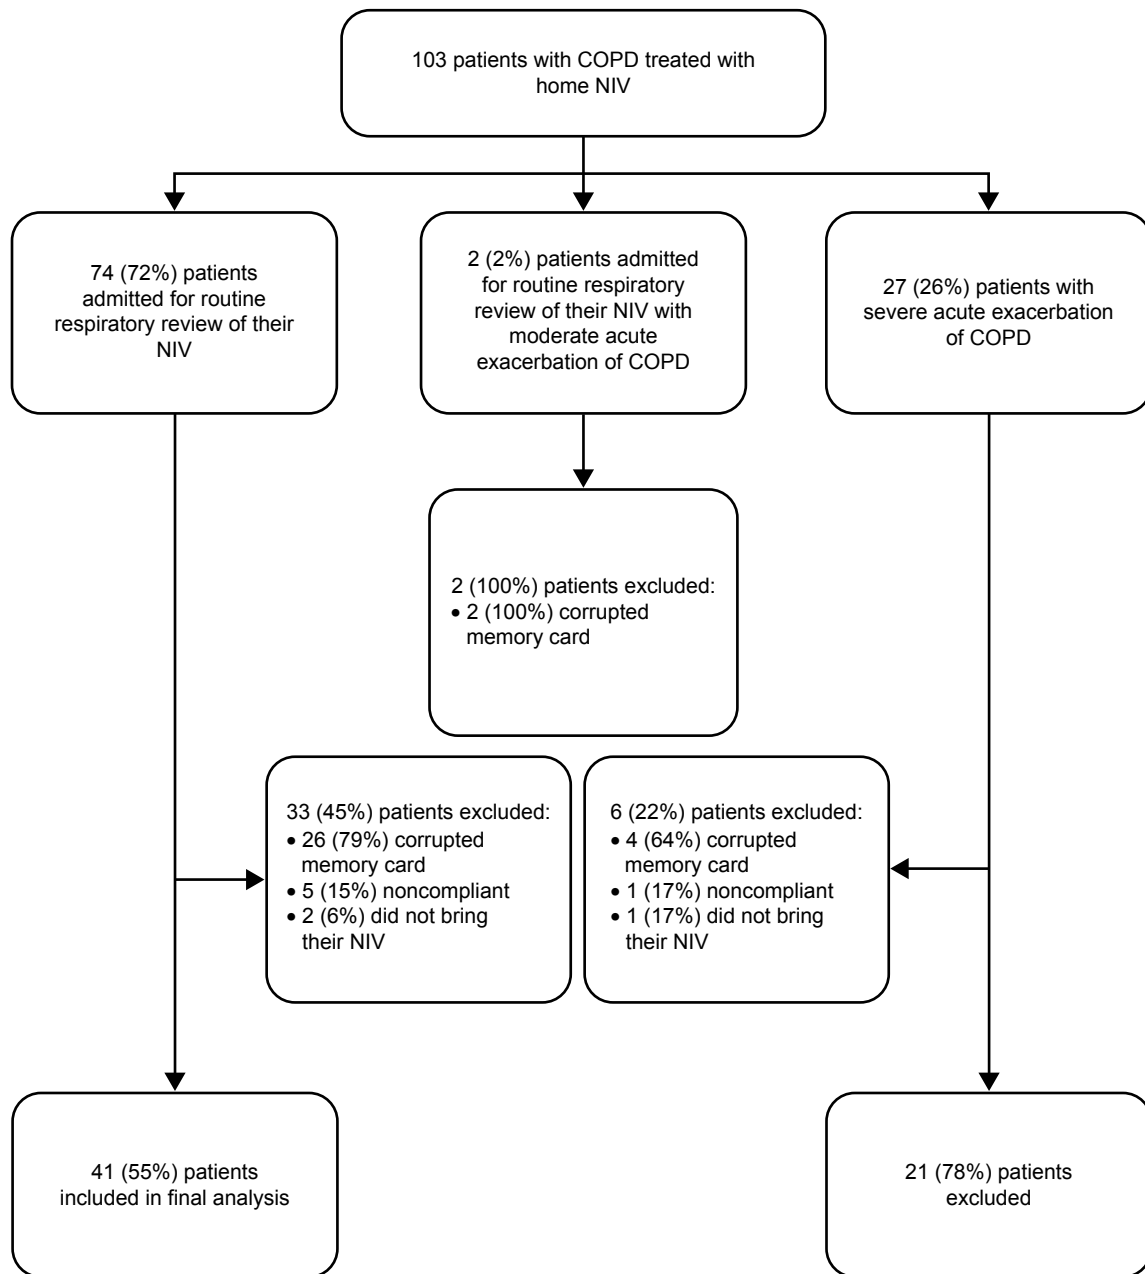 103 patients with COPD treated with
home NIV
74 (72%) patients
admitted for routine
respiratory review of their
NIV
2 (2%) patients admitted
for routine respiratory
review of their NIV with
moderate acute
exacerbation of COPD
27 (26%) patients with
severe acute exacerbation
of COPD
2 (100%) patients excluded:
• 2 (100%) corrupted
memory card
33 (45%) patients excluded:
• 26 (79%) corrupted
memory card
• 5 (15%) noncompliant
• 2 (6%) did not bring
their NIV
6 (22%) patients excluded:
• 4 (64%) corrupted
memory card
• 1 (17%) noncompliant
• 1 (17%) did not bring
their NIV
41 (55%) patients
included in final analysis
21 (78%) patients
excluded